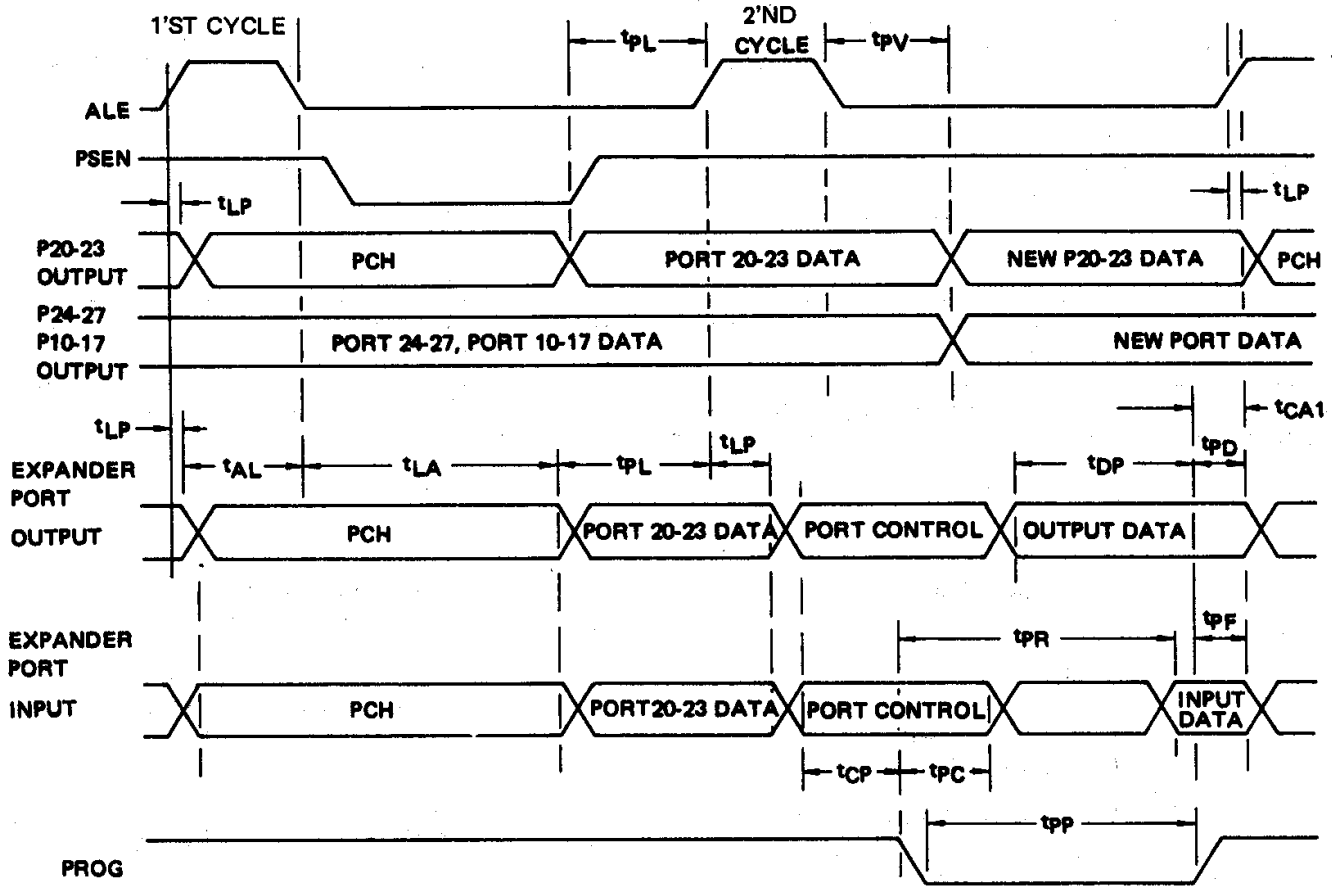 1'ST CYCLE
tPL
2'ND
CYCLE
tPV
ALE
PSEN
tLP
tLP
P20-23
OUTPUT
PCH
PORT 20-23 DATA
NEW P20-23 DATA
PCH
P24-27
P10-17
OUTPUT
PORT 24-27, PORT 10-17 DATA
NEW PORT DATA
tCA1
tLP
tAL
tLA
tPL
tLP
tDP
tPD
EXPANDER
PORT
OUTPUT
PCH
PORT 20-23 DATA
PORT CONTROL
OUTPUT DATA
EXPANDER
PORT
INPUT
tPR
tPF
PCH
PORT20-23 DATA
PORT CONTROL
INPUT
DATA
tCP
tPC
tPP
PROG